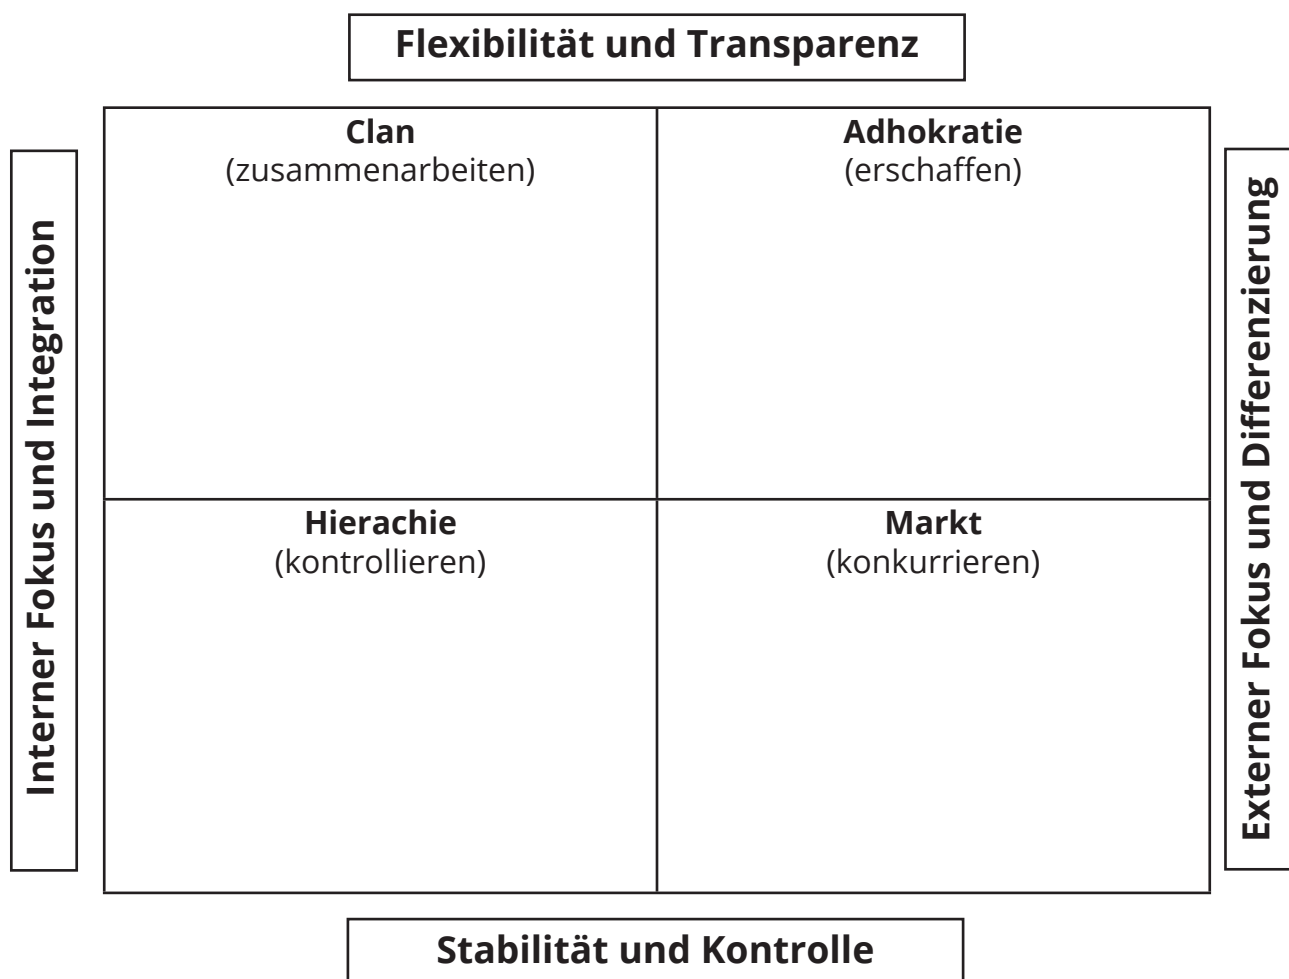 Flexibilität und Transparenz
Interner Fokus und Integration
Clan
(zusammenarbeiten)
Adhokratie
(erschaffen)
Hierachie
(kontrollieren)
Markt
(konkurrieren)
Externer Fokus und Differenzierung
Stabilität und Kontrolle